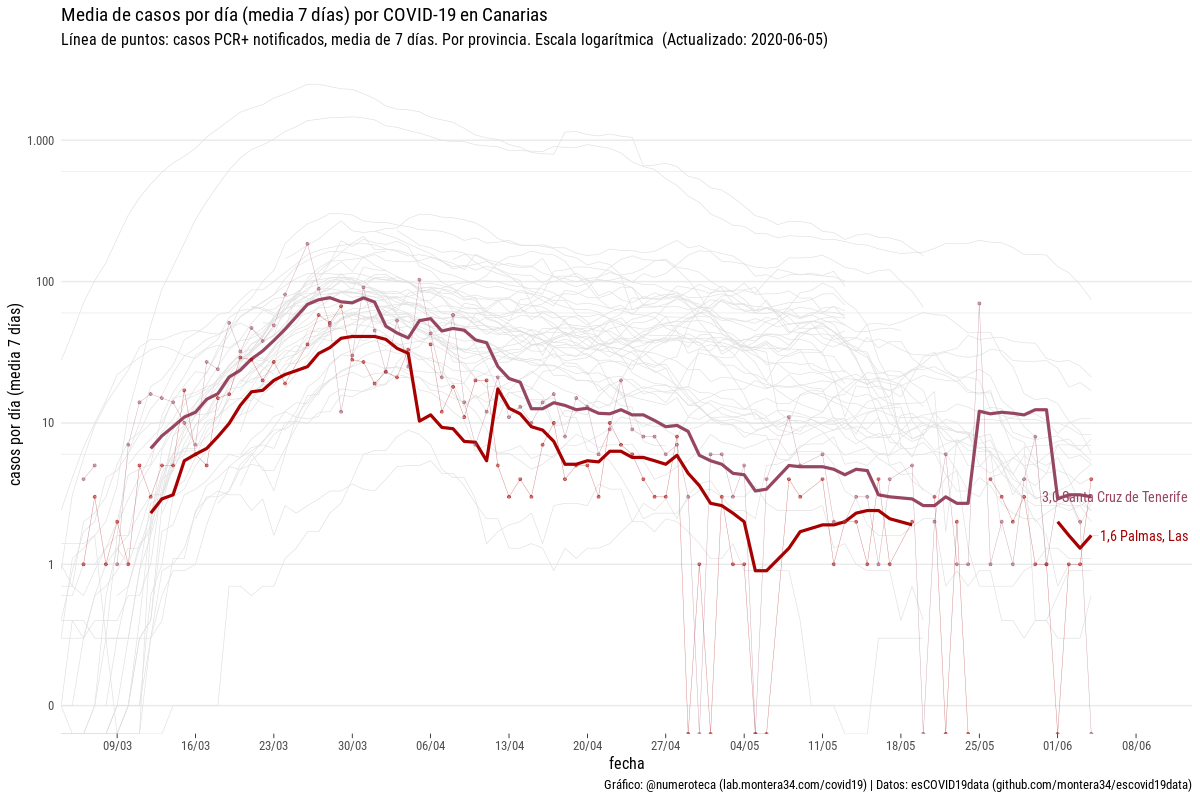 Media de casos por día (media 7 días) por COVID-19 en Canarias
Línea de puntos: casos PCR+ notificados, media de 7 días. Por provincia. Escala logarítmica  (Actualizado: 2020-06-05)
casos por día (media 7 días)
1.000
100
10
1
0
3,0 Santa Cruz de Tenerife
1,6 Palmas, Las
09/03
16/03
23/03
30/03
06/04
13/04
20/04
27/04
04/05
11/05
18/05
25/05
01/06
08/06
fecha
Gráfico: @numeroteca (lab.montera34.com/covid19) | Datos: esCOVID19data (github.com/montera34/escovid19data)